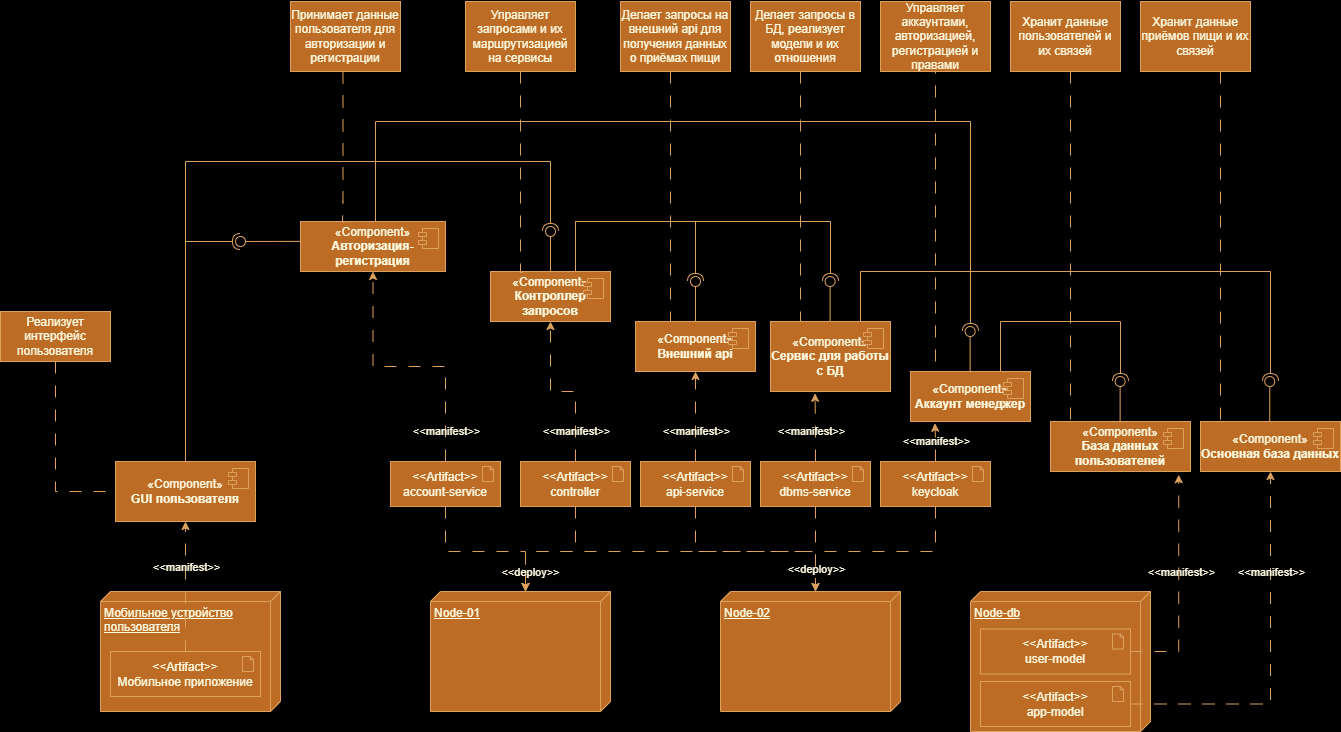 Принимает данные
пользователя для
авторизации и
регистрации
Управляет
запросами и их
маршрутизацией
на сервисы
Делает запросы на
внешний api для
получения данных
о приёмах пищи
Делает запросы в
БД, реализует
модели и их
отношения
Управляет
аккаунтами,
авторизацией,
регистрацией и
правами
Хранит данные
пользователей и
их связей
Хранит данные
приёмов пищи и их
связей
«Component»
Авторизация-
регистрация
«Component»
Контроллер
запросов
Реализует
интерфейс
пользователя
«Component»
Внешний api
«Component»
Сервис для работы
с БД
«Component»
Аккаунт менеджер
«Component»
База данных
пользователей
«Component»
Основная база данных
<<manifest>>
<<manifest>>
<<manifest>>
<<manifest>>
<<manifest>>
«Component»
GUI пользователя
<<Artifact>>
account-service
<<Artifact>>
controller
<<Artifact>>
api-service
<<Artifact>>
dbms-service
<<Artifact>>
keycloak
<<manifest>>
<<deploy>>
<<deploy>>
<<manifest>>
<<manifest>>
Мобильное устройство
пользователя
<<Artifact>>
Мобильное приложение
Node-01
Node-02
Node-db
<<Artifact>>
user-model
<<Artifact>>
app-model